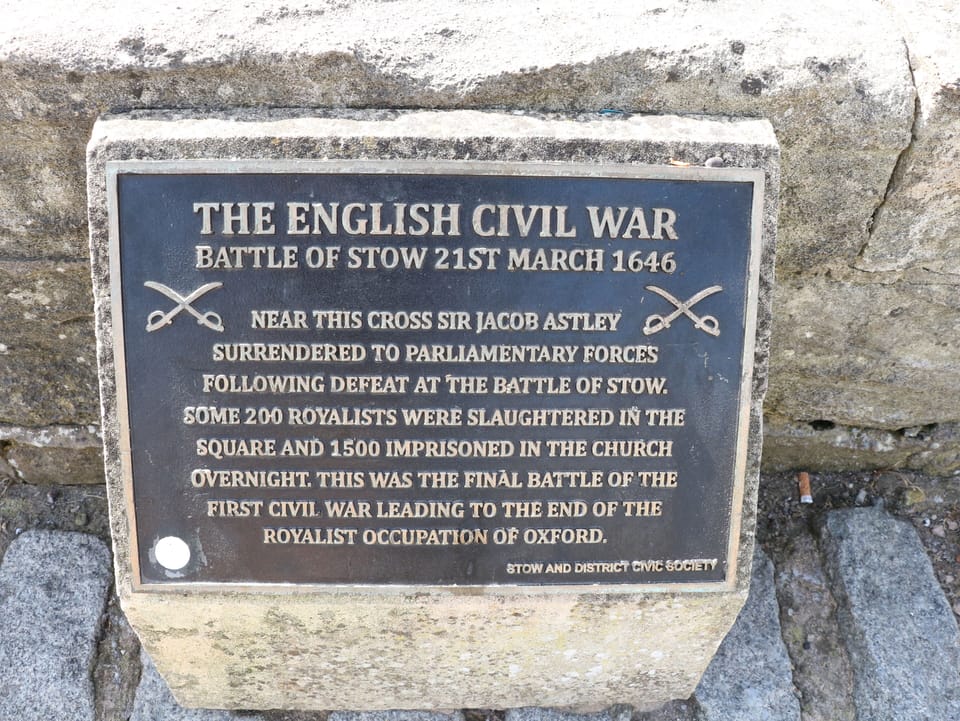 THE ENGLISH CIVIL WAR
BATTLE OF STOW 21ST MARCH 1646
NEAR THIS CROSS SIR JACOB ASTLEY
SURRENDERED TO PARLIAMENTARY FORCES
FOLLOWING DEFEAT AT THE BATTLE OF STOW.
SOME 200 ROYALISTS WERE SLAUGHTERED IN THE
SQUARE AND 1500 IMPRISONED IN THE CHURCH
OVERNIGHT. THIS WAS THE FINAL BATTLE OF THE
FIRST CIVIL WAR LEADING TO THE END OF THE
ROYALIST OCCUPATION OF OXFORD.
STOW AND DISTRICT CIVIC SOCIETY